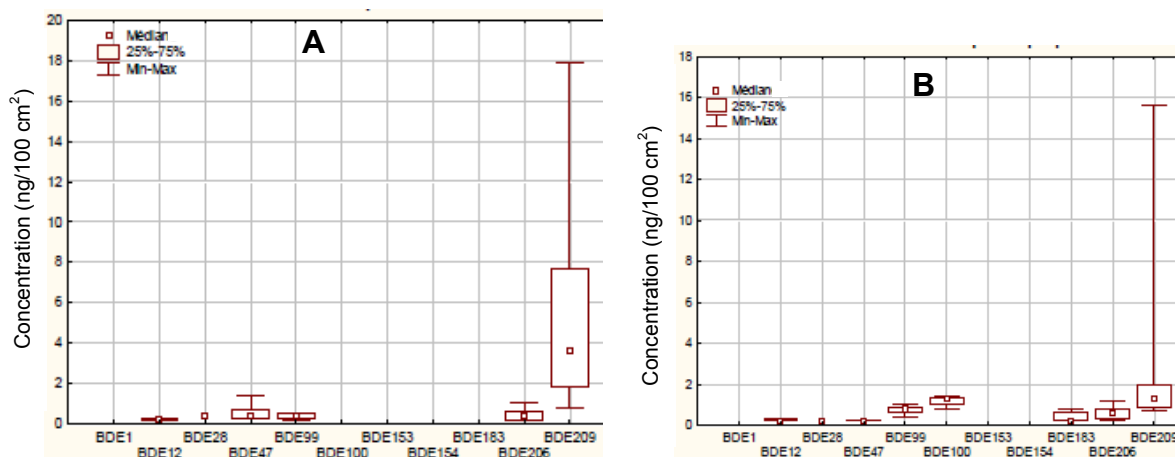 A
Médian
25%-75%
Min-Max
Concentration (ng/100 cm²)
20
18
16
14
12
10
8
6
4
2
0
BDE1 BDE28 BDE99 BDE153 BDE183 BDE209
BDE12 BDE47 BDE100 BDE154 BDE206
B
Médian
25%-75%
Min-Max
Concentration (ng/100 cm²)
18
16
14
12
10
8
6
4
2
0
BDE1 BDE28 BDE99 BDE153 BDE183 BDE209
BDE12 BDE47 BDE100 BDE154 BDE206